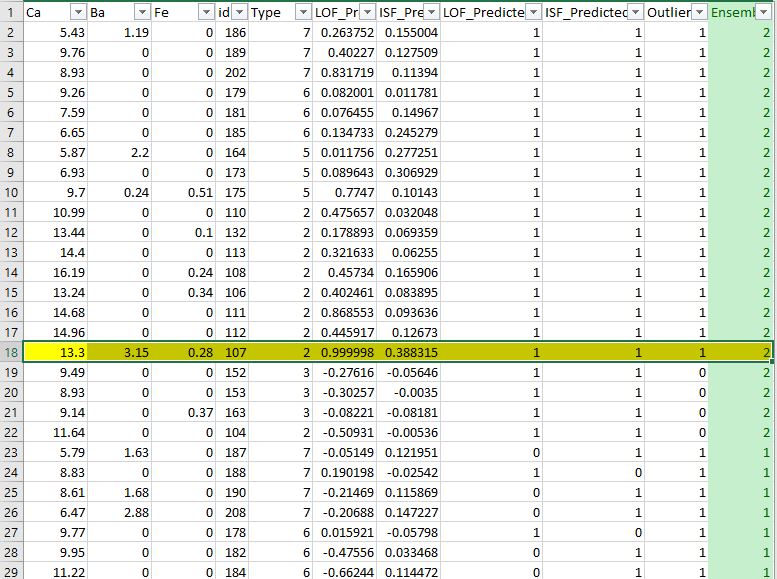 1 Ca Ba Fe id Type LOF_Pr ISF_Pre LOF_Predicte ISF_Predicted Outlier Ensemb
2 5.43 1.19 0 186 7 0.263752 0.155004 1 1 1 2
3 9.76 0 0 189 7 0.40227 0.127509 1 1 1 2
4 8.93 0 0 202 7 0.831719 0.11394 1 1 1 2
5 9.26 0 0 179 6 0.082001 0.011781 1 1 1 2
6 7.59 0 0 181 6 0.076455 0.14967 1 1 1 2
7 6.65 0 0 185 6 0.134733 0.245279 1 1 1 2
8 5.87 2.2 0 164 5 0.011756 0.277251 1 1 1 2
9 6.93 0 0 173 5 0.089643 0.306929 1 1 1 2
10 9.7 0.24 0.51 175 5 0.7747 0.10143 1 1 1 2
11 10.99 0 0 110 2 0.475657 0.032048 1 1 1 2
12 13.44 0 0.1 132 2 0.178893 0.069359 1 1 1 2
13 14.4 0 0 113 2 0.321633 0.06255 1 1 1 2
14 16.19 0 0.24 108 2 0.45734 0.165906 1 1 1 2
15 13.24 0 0.34 106 2 0.402461 0.083895 1 1 1 2
16 14.68 0 0 111 2 0.868553 0.093636 1 1 1 2
17 14.96 0 0 112 2 0.445917 0.12673 1 1 1 2
18 13.3 3.15 0.28 107 2 0.999998 0.388315 1 1 1 2
19 9.49 0 0 152 3 -0.27616 -0.05646 1 1 0 2
20 8.93 0 0 153 3 -0.30257 -0.0035 1 1 0 2
21 9.14 0 0.37 163 3 -0.08221 -0.08181 1 1 0 2
22 11.64 0 0 104 2 -0.50931 -0.00536 1 1 0 2
23 5.79 1.63 0 187 7 -0.05149 0.121951 0 1 1 1
24 8.83 0 0 188 7 0.190198 -0.02542 1 0 1 1
25 8.61 1.68 0 190 7 -0.21469 0.115869 0 1 1 1
26 6.47 2.88 0 208 7 -0.20688 0.147227 0 1 1 1
27 9.77 0 0 178 6 0.015921 -0.05798 1 0 1 1
28 9.95 0 0 182 6 -0.47556 0.033468 0 1 1 1
29 11.22 0 0 184 6 -0.66244 0.114472 0 1 1 1